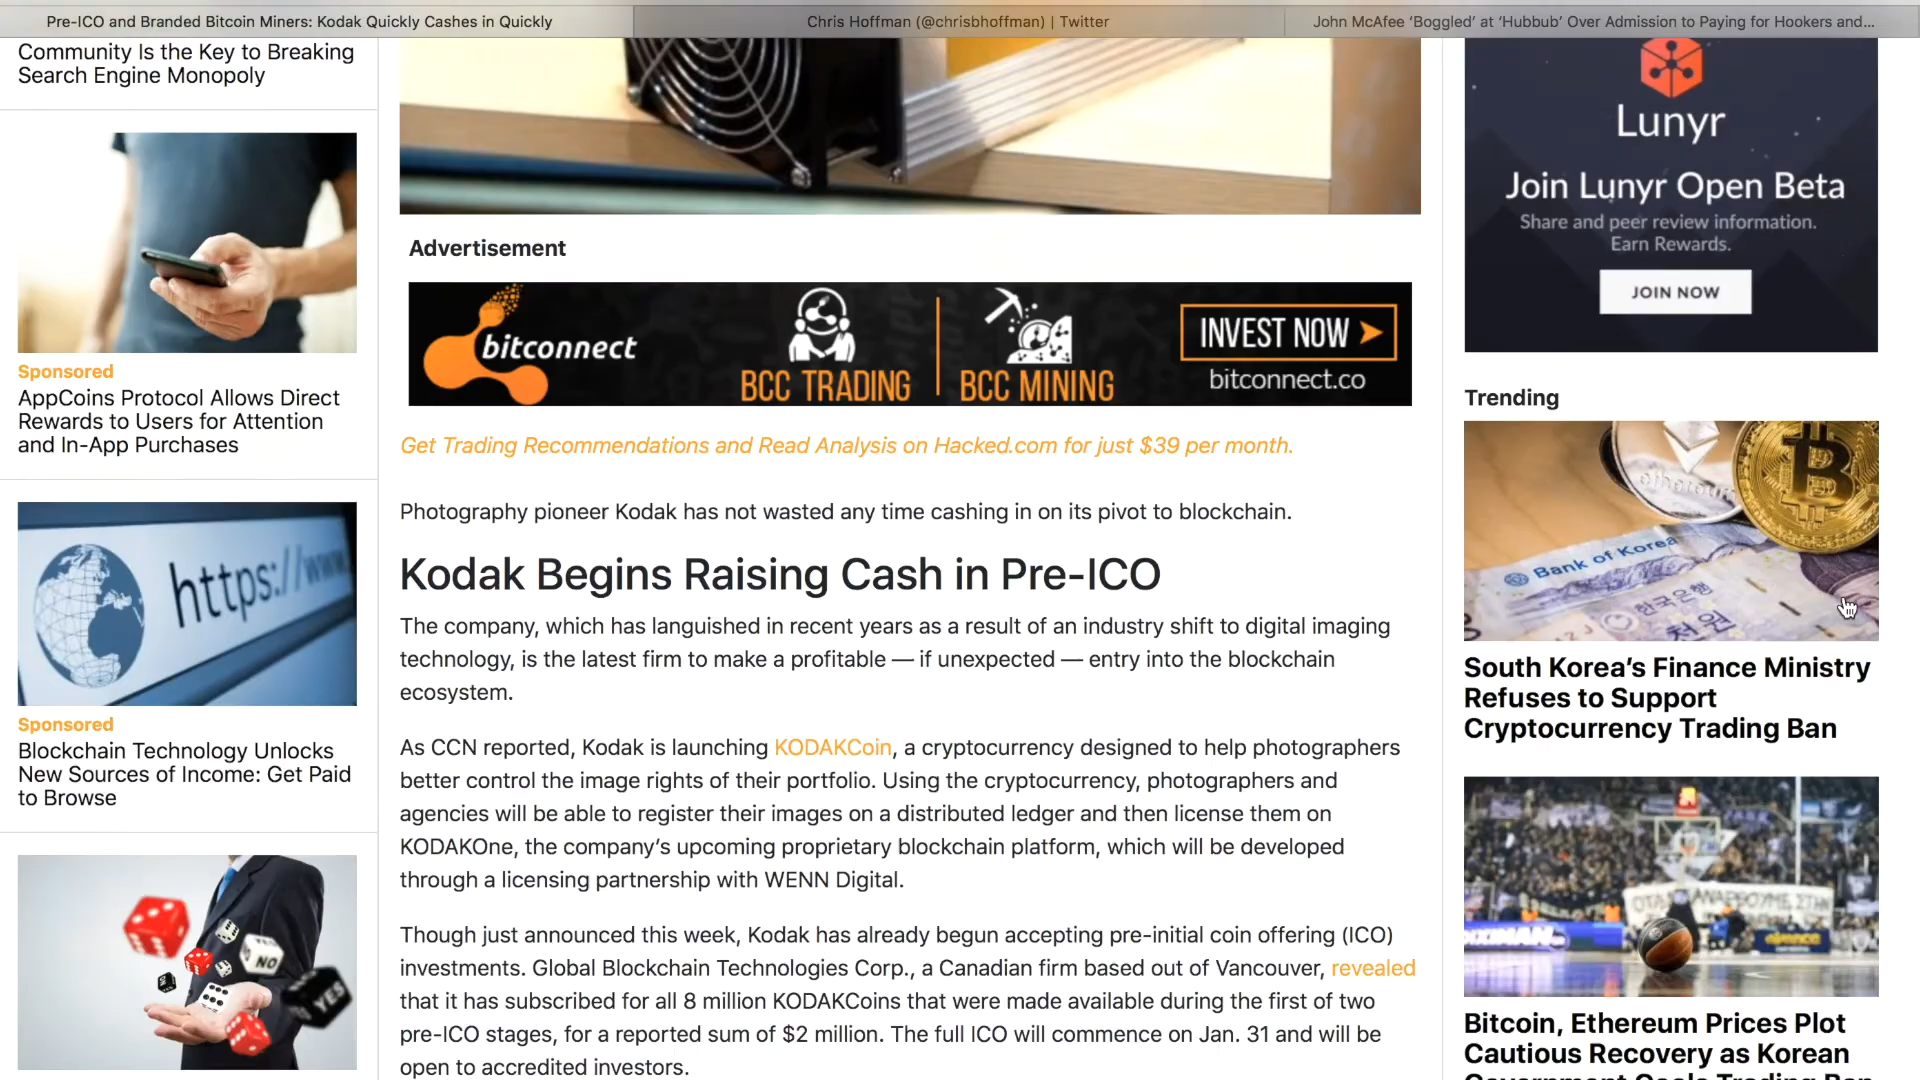 Pre-ICO and Branded Bitcoin Miners: Kodak Quickly Cashes in Quickly
Chris Hoffman (@chrisbhoffman) | Twitter
John McAfee ‘Boggled’ at ‘Hubbub’ Over Admission to Paying for Hookers and...
Community Is the Key to Breaking
Search Engine Monopoly
Sponsored
AppCoins Protocol Allows Direct
Rewards to Users for Attention
and In-App Purchases
https://www.
Sponsored
Blockchain Technology Unlocks
New Sources of Income: Get Paid
to Browse
NO
YES
Advertisement
bitconnect
BCC TRADING
BCC MINING
INVEST NOW
bitconnect.co
Get Trading Recommendations and Read Analysis on Hacked.com for just $39 per month.
Photography pioneer Kodak has not wasted any time cashing in on its pivot to blockchain.
Kodak Begins Raising Cash in Pre-ICO
The company, which has languished in recent years as a result of an industry shift to digital imaging
technology, is the latest firm to make a profitable — if unexpected — entry into the blockchain
ecosystem.
As CCN reported, Kodak is launching KODAKCoin, a cryptocurrency designed to help photographers
better control the image rights of their portfolio. Using the cryptocurrency, photographers and
agencies will be able to register their images on a distributed ledger and then license them on
KODAKOne, the company’s upcoming proprietary blockchain platform, which will be developed
through a licensing partnership with WENN Digital.
Though just announced this week, Kodak has already begun accepting pre-initial coin offering (ICO)
investments. Global Blockchain Technologies Corp., a Canadian firm based out of Vancouver, revealed
that it has subscribed for all 8 million KODAKCoins that were made available during the first of two
pre-ICO stages, for a reported sum of $2 million. The full ICO will commence on Jan. 31 and will be
open to accredited investors.
Lunyr
Join Lunyr Open Beta
Share and peer review information.
Earn Rewards.
JOIN NOW
Trending
ethereum
Bank of Korea
한국은행
천원
South Korea’s Finance Ministry
Refuses to Support
Cryptocurrency Trading Ban
Bitcoin, Ethereum Prices Plot
Cautious Recovery as Korean